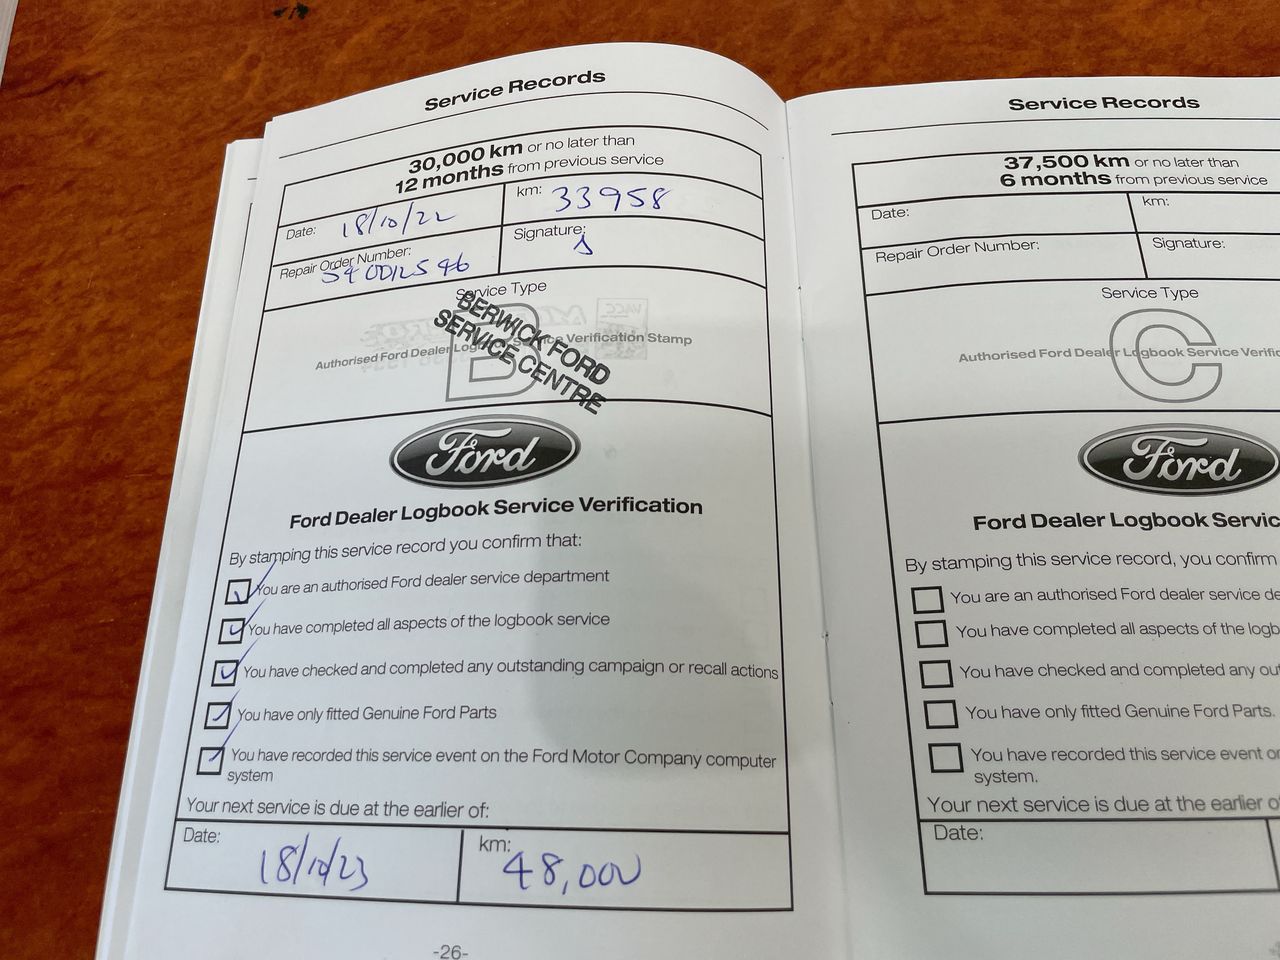 Service Records
30,000 km or no later than
12 months from previous service
Date: 18/10/22
km: 33958
Repair Order Number:
Signature:
Service Type
B
BERWICK FORD
SERVICE CENTRE
Authorised Ford Dealer Logbook Service Verification Stamp
Ford
Ford Dealer Logbook Service Verification
By stamping this service record you confirm that:
You are an authorised Ford dealer service department
You have completed all aspects of the logbook service
You have checked and completed any outstanding campaign or recall actions
You have only fitted Genuine Ford Parts
You have recorded this service event on the Ford Motor Company computer
system
Your next service is due at the earlier of:
Date: 18/10/23
km: 48,000
-26-
Service Records
37,500 km or no later than
6 months from previous service
Date:
km:
Repair Order Number:
Signature:
Service Type
C
Authorised Ford Dealer Logbook Service Verific
Ford
Ford Dealer Logbook Servic
By stamping this service record, you confirm
You are an authorised Ford dealer service de
You have completed all aspects of the logb
You have checked and completed any out
You have only fitted Genuine Ford Parts.
You have recorded this service event on
system.
Your next service is due at the earlier of
Date: